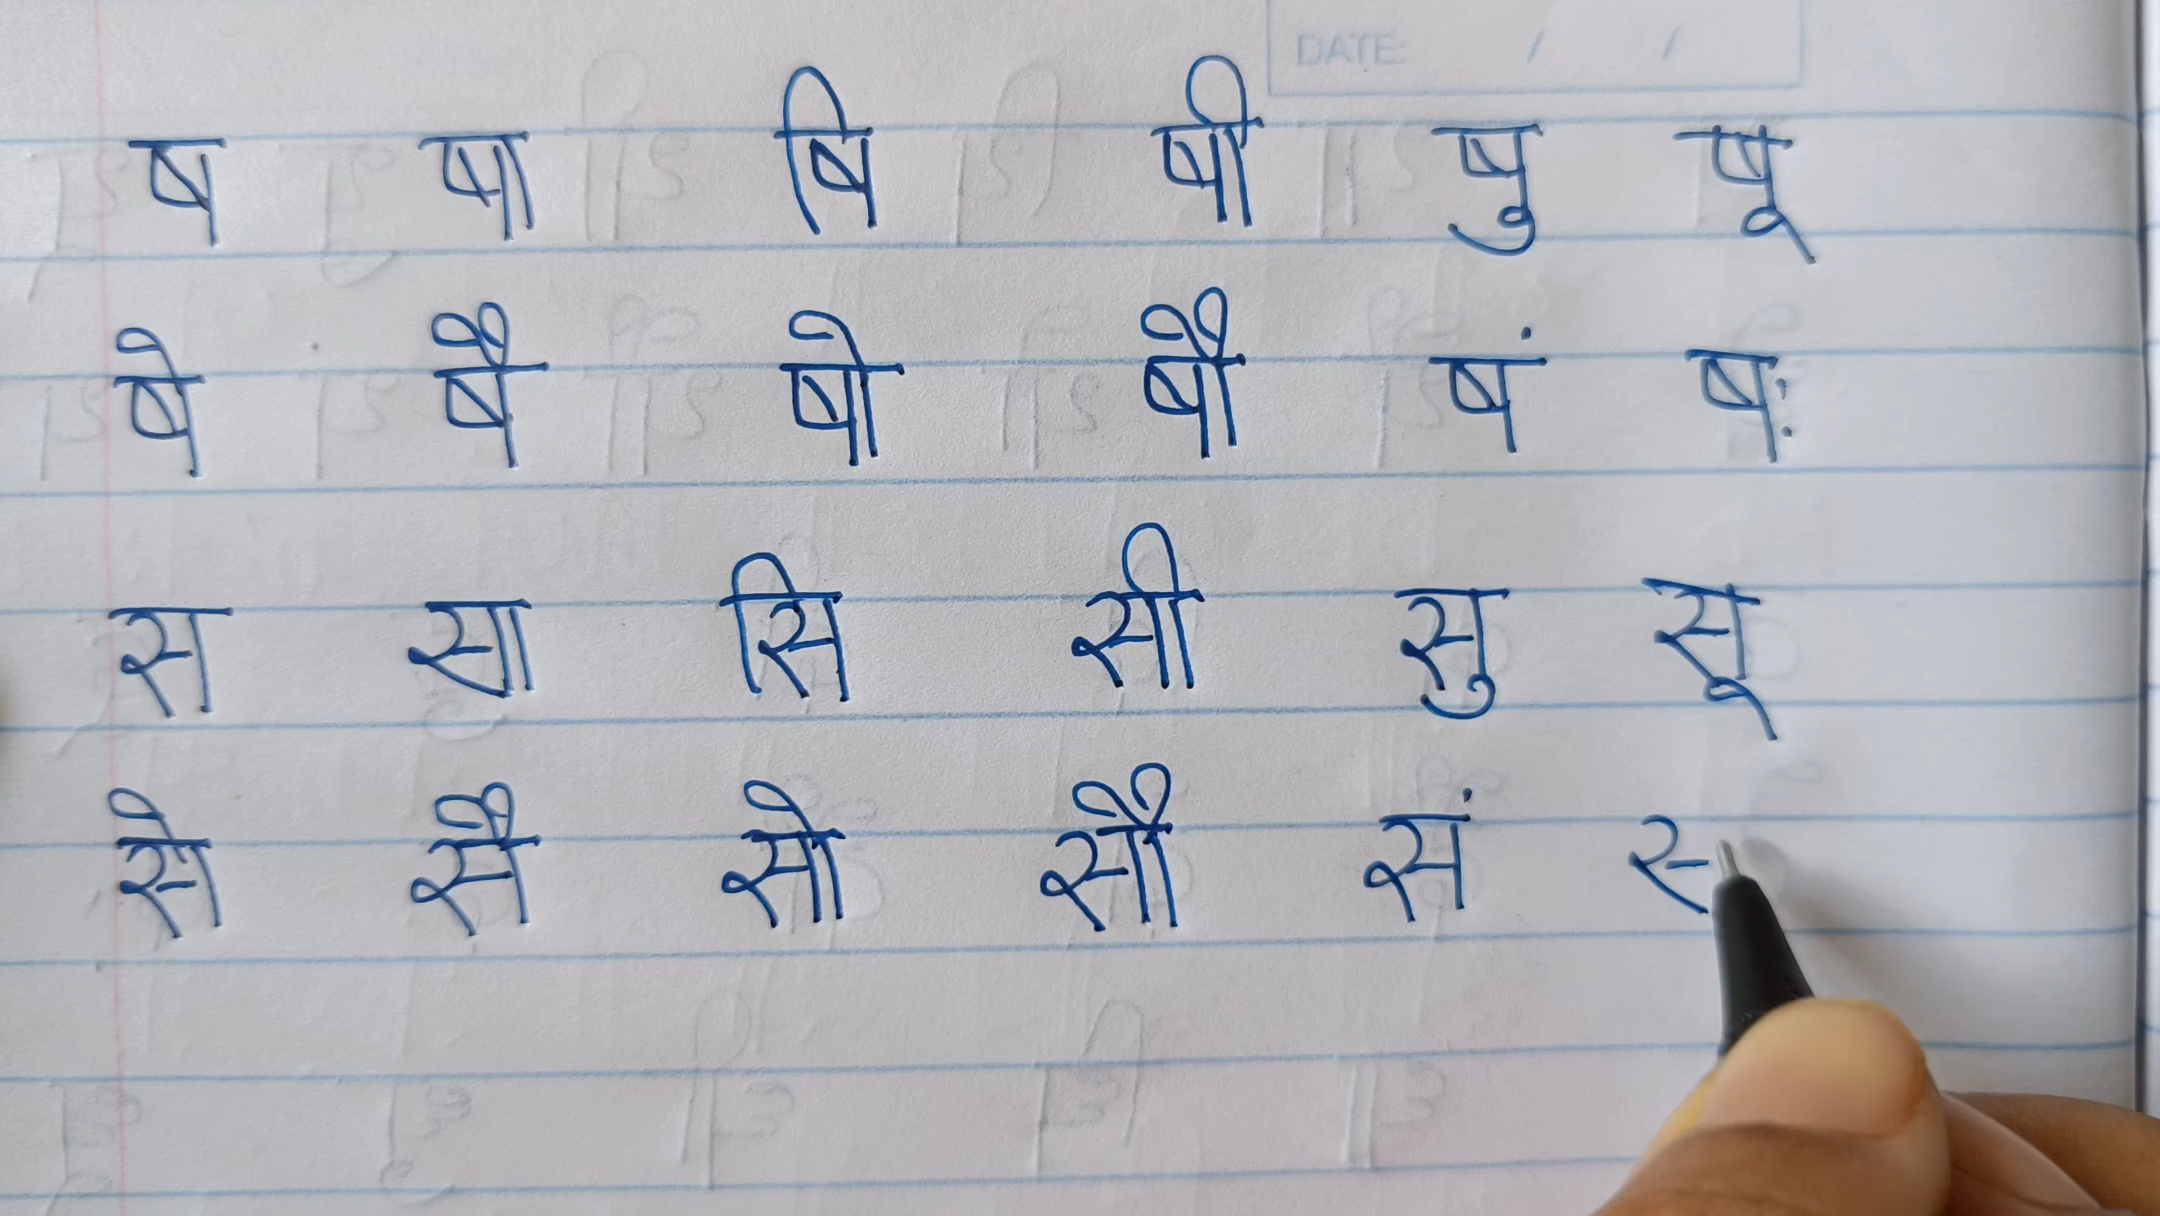 DATE: / /
ष षा षि षी षु षू
षे षै षो षौ षं षः
स सा सि सी सु सू
से सै सो सौ सं स्